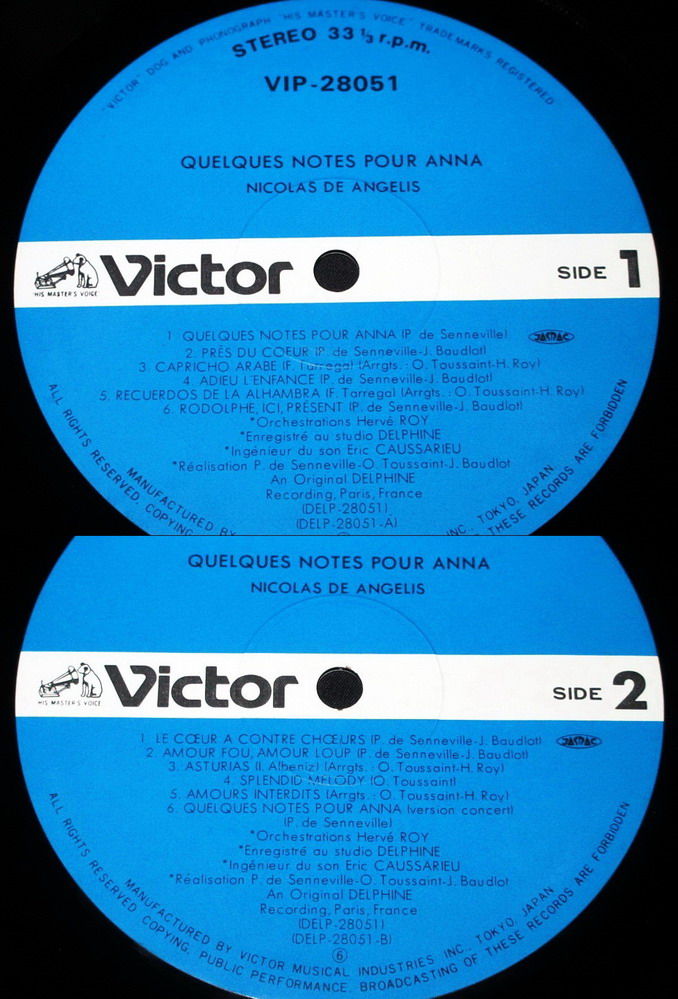 "VICTOR" DOG AND PHONOGRAPH "HIS MASTER'S VOICE" TRADEMARKS REGISTERED
STEREO 33 1/3 r.p.m.
VIP-28051
QUELQUES NOTES POUR ANNA
NICOLAS DE ANGELIS
HIS MASTER'S VOICE
Victor
SIDE 1
1. QUELQUES NOTES POUR ANNA (P. de Senneville)
JASRAC
2. PRÈS DU CŒUR (P. de Senneville-J. Baudlot)
3. CAPRICHO ARABE (F. Tarrega) (Arrgts.: O. Toussaint-H. Roy)
4. ADIEU L'ENFANCE (P. de Senneville-J. Baudlot)
5. RECUERDOS DE LA ALHAMBRA (F. Tarrega) (Arrgts.: O. Toussaint-H. Roy)
6. RODOLPHE, ICI, PRÉSENT (P. de Senneville-J. Baudlot)
*Orchestrations Hervé ROY
*Enregistré au studio DELPHINE
*Ingénieur du son Eric CAUSSARIEU
*Réalisation P. de Senneville-O. Toussaint-J. Baudlot
An Original DELPHINE
Recording, Paris, France
(DELP-28051)
(DELP-28051-A)
ALL RIGHTS RESERVED. COPYING,
MANUFACTURED BY
INC., TOKYO, JAPAN
THESE RECORDS ARE FORBIDDEN
QUELQUES NOTES POUR ANNA
NICOLAS DE ANGELIS
HIS MASTER'S VOICE
Victor
SIDE 2
1. LE CŒUR A CONTRE CHŒURS (P. de Senneville-J. Baudlot)
JASRAC
2. AMOUR FOU, AMOUR LOUP (P. de Senneville-J. Baudlot)
3. ASTURIAS (I. Albeniz) (Arrgts.: O. Toussaint-H. Roy)
4. SPLENDID MELODY (O. Toussaint)
5. AMOURS INTERDITS (Arrgts.: O. Toussaint-H. Roy)
6. QUELQUES NOTES POUR ANNA (version concert)
(P. de Senneville)
*Orchestrations Hervé ROY
*Enregistré au studio DELPHINE
*Ingénieur du son Eric CAUSSARIEU
*Réalisation P. de Senneville-O. Toussaint-J. Baudlot
An Original DELPHINE
Recording, Paris, France
(DELP-28051)
(DELP-28051-B)
⑥
MANUFACTURED BY VICTOR MUSICAL INDUSTRIES INC., TOKYO, JAPAN
ALL RIGHTS RESERVED. COPYING, PUBLIC PERFORMANCE, BROADCASTING OF THESE RECORDS ARE FORBIDDEN